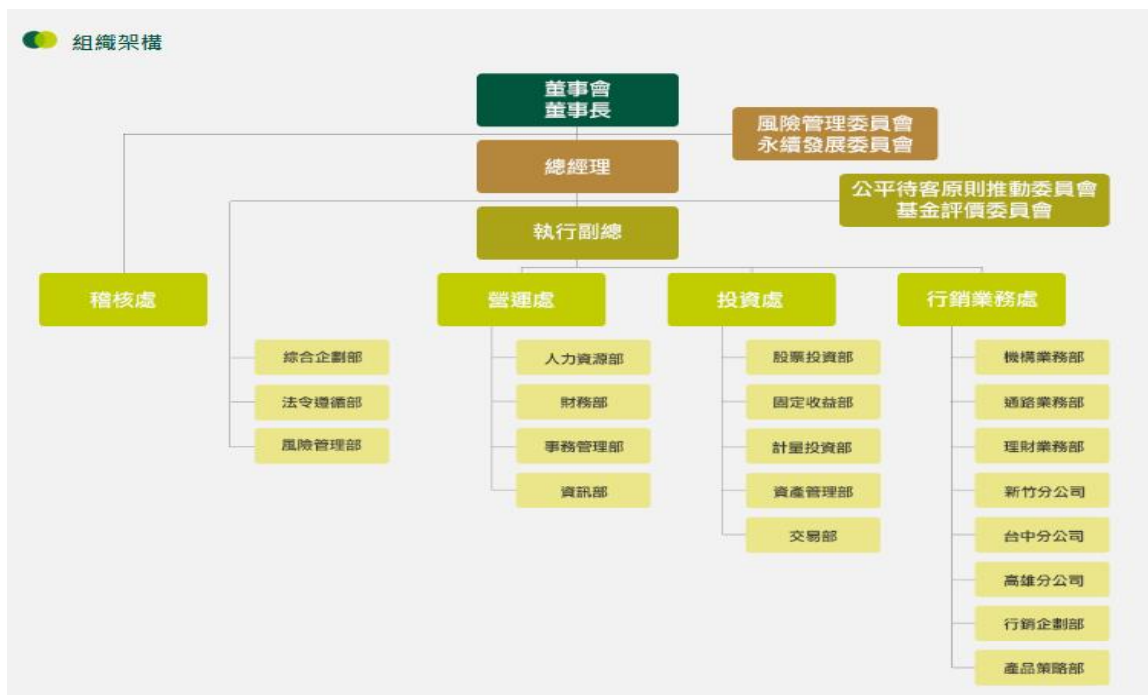 組織架構
董事會
董事長
風險管理委員會
永續發展委員會
總經理
公平待客原則推動委員會
基金評價委員會
執行副總
稽核處
營運處
投資處
行銷業務處
綜合企劃部
人力資源部
股票投資部
機構業務部
法令遵循部
財務部
固定收益部
通路業務部
風險管理部
事務管理部
計量投資部
理財業務部
資訊部
資產管理部
新竹分公司
交易部
台中分公司
高雄分公司
行銷企劃部
產品策略部